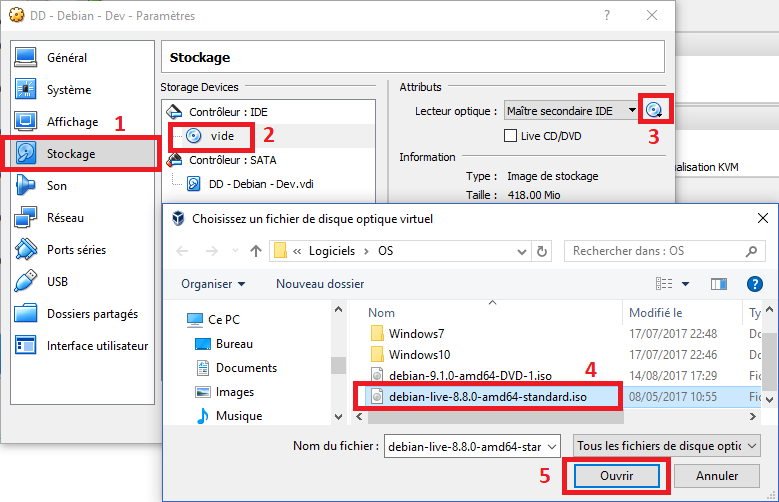 DD - Debian - Dev - Paramètres
? ×
Général
Système
Affichage
1
Stockage
Son
Réseau
Ports séries
USB
Dossiers partagés
Interface utilisateur
Stockage
Storage Devices
Contrôleur : IDE
vide
2
Contrôleur : SATA
DD - Debian - Dev.vdi
Attributs
Lecteur optique : Maître secondaire IDE
3
Live CD/DVD
Information
Type : Image de stockage
Taille : 418.00 Mio
alisation KVM
Choisissez un fichier de disque optique virtuel
« Logiciels > OS
Rechercher dans : OS
Organiser
Nouveau dossier
?
Ce PC
Bureau
Documents
Images
Musique
Nom Modifié le Ty
Windows7 17/07/2017 22:48 Do
Windows10 17/07/2017 22:46 Do
debian-9.1.0-amd64-DVD-1.iso 14/08/2017 17:29 Fic
4
debian-live-8.8.0-amd64-standard.iso 08/05/2017 10:55 Fic
Nom du fichier : debian-live-8.8.0-amd64-star
Tous les fichiers de disque optic
5
Ouvrir
Annuler